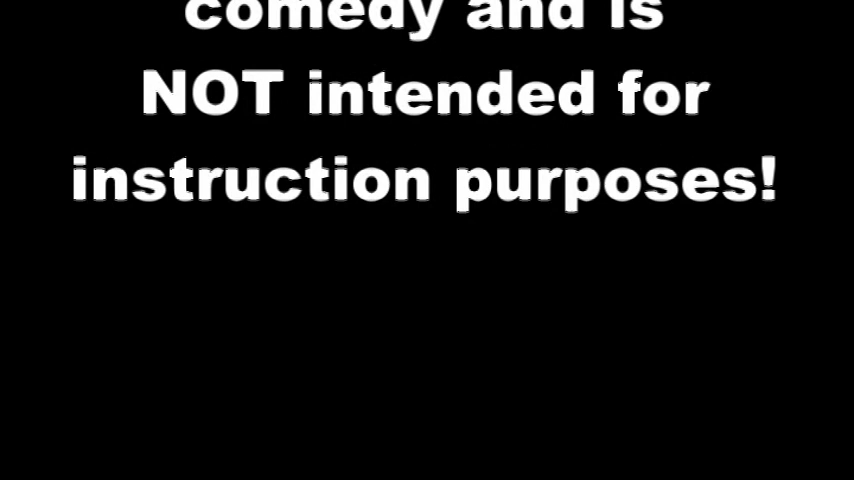 comedy and is
NOT intended for
instruction purposes!